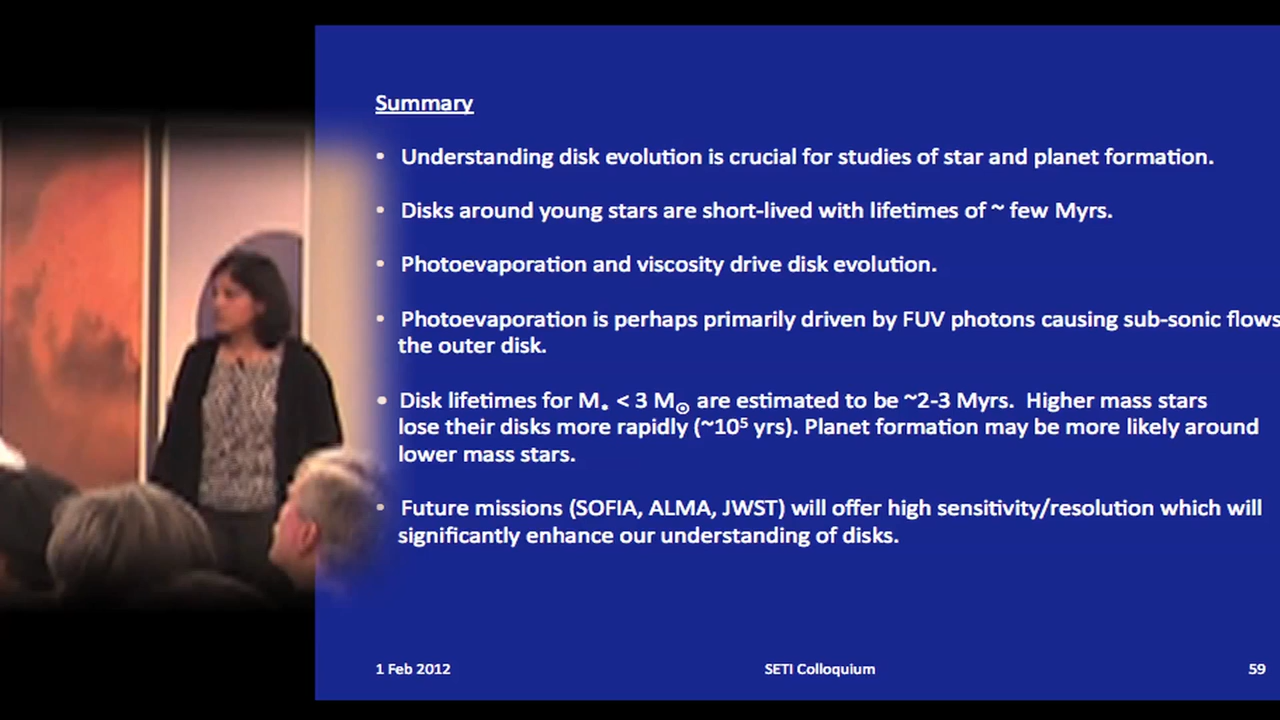 Summary
• Understanding disk evolution is crucial for studies of star and planet formation.
• Disks around young stars are short-lived with lifetimes of ~ few Myrs.
• Photoevaporation and viscosity drive disk evolution.
• Photoevaporation is perhaps primarily driven by FUV photons causing sub-sonic flows
the outer disk.
• Disk lifetimes for M⋆ < 3 M☉ are estimated to be ~2-3 Myrs. Higher mass stars
lose their disks more rapidly (~10⁵ yrs). Planet formation may be more likely around
lower mass stars.
• Future missions (SOFIA, ALMA, JWST) will offer high sensitivity/resolution which will
significantly enhance our understanding of disks.
1 Feb 2012 SETI Colloquium 59